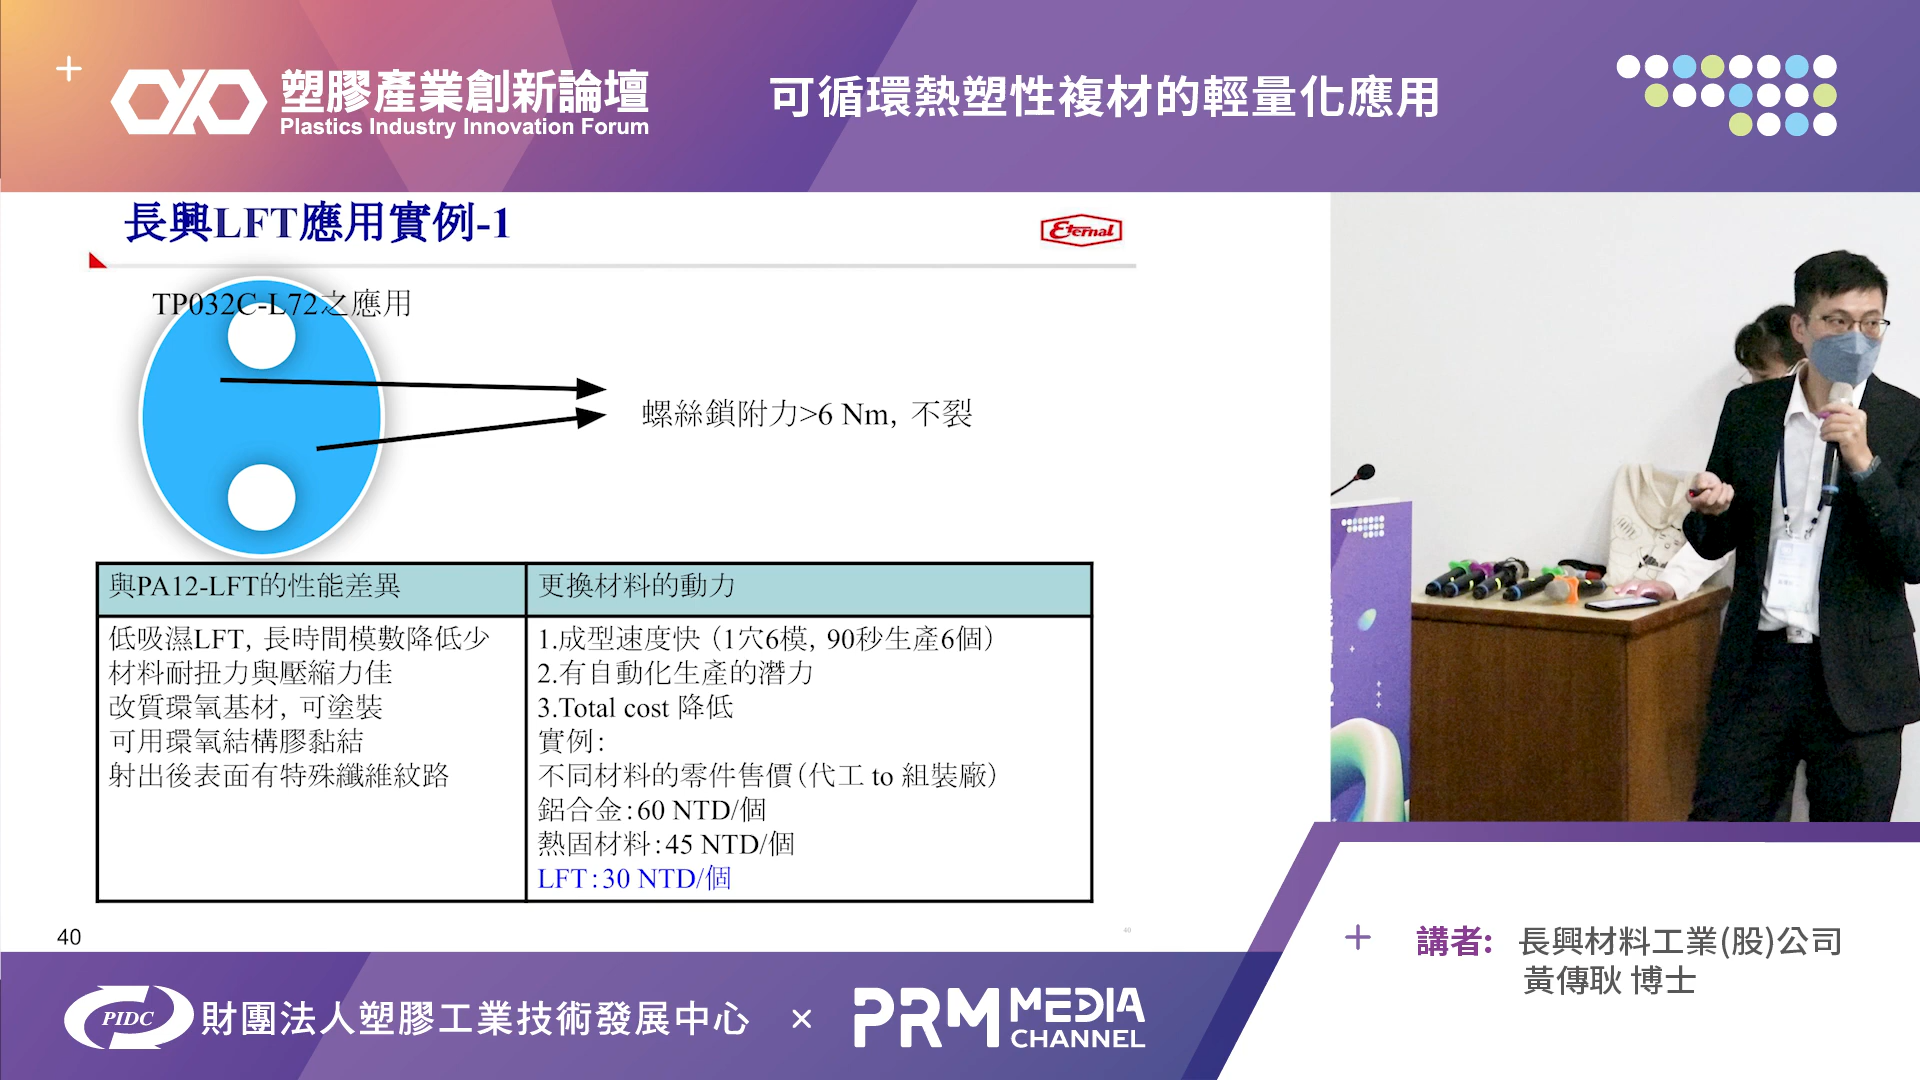 塑膠產業創新論壇
Plastics Industry Innovation Forum
可循環熱塑性複材的輕量化應用
長興LFT應用實例-1
Eternal
TP032C-L72之應用
螺絲鎖附力>6 Nm, 不裂
與PA12-LFT的性能差異
低吸濕LFT, 長時間模數降低少
材料耐扭力與壓縮力佳
改質環氧基材, 可塗裝
可用環氧結構膠黏結
射出後表面有特殊纖維紋路
更換材料的動力
1.成型速度快（1穴6模, 90秒生產6個）
2.有自動化生產的潛力
3.Total cost 降低
實例：
不同材料的零件售價（代工 to 組裝廠）
鋁合金：60 NTD/個
熱固材料：45 NTD/個
LFT：30 NTD/個
40
40
講者: 長興材料工業(股)公司
黃傳耿 博士
PIDC 財團法人塑膠工業技術發展中心 × PRM MEDIA CHANNEL